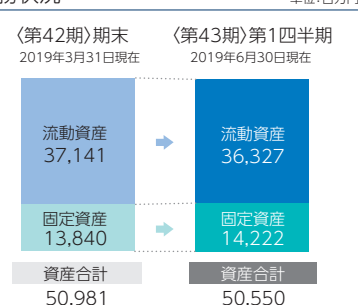 〈第42期〉期末
2019年3月31日現在
〈第43期〉第1四半期
2019年6月30日現在
流動資産
37,141
流動資産
36,327
固定資産
13,840
固定資産
14,222
資産合計
50,981
資産合計
50,550